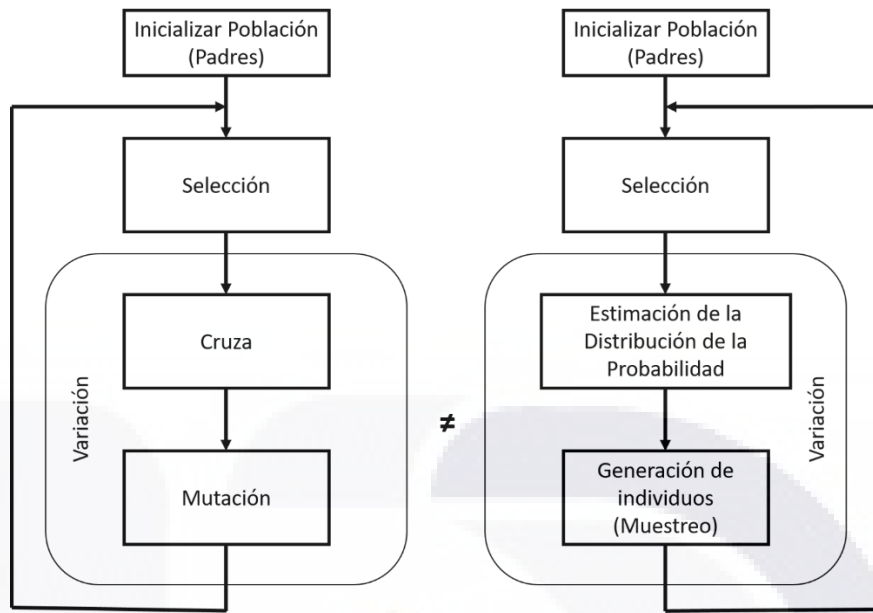 Inicializar Población
(Padres)
Selección
Cruza
Mutación
Variación
≠
Inicializar Población
(Padres)
Selección
Estimación de la
Distribución de la
Probabilidad
Generación de
individuos
(Muestreo)
Variación